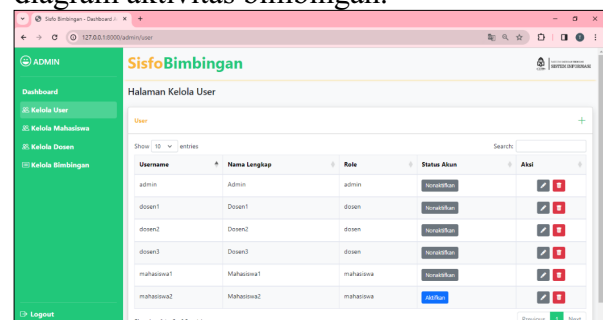 diagram aktivitas bimbingan.
Sisfo Bimbingan - Dashboard
127.0.0.1:8000/admin/user
ADMIN
SisfoBimbingan
SISTEM INFORMASI
Dashboard
Kelola User
Kelola Mahasiswa
Kelola Dosen
Kelola Bimbingan
Logout
Halaman Kelola User
User
Show 10 entries Search:
Username Nama Lengkap Role Status Akun Aksi
admin Admin admin Nonaktifkan
dosen1 Dosen1 dosen Nonaktifkan
dosen2 Dosen2 dosen Nonaktifkan
dosen3 Dosen3 dosen Nonaktifkan
mahasiswa1 Mahasiswa1 mahasiswa Nonaktifkan
mahasiswa2 Mahasiswa2 mahasiswa Aktifkan
Previous 1 Next